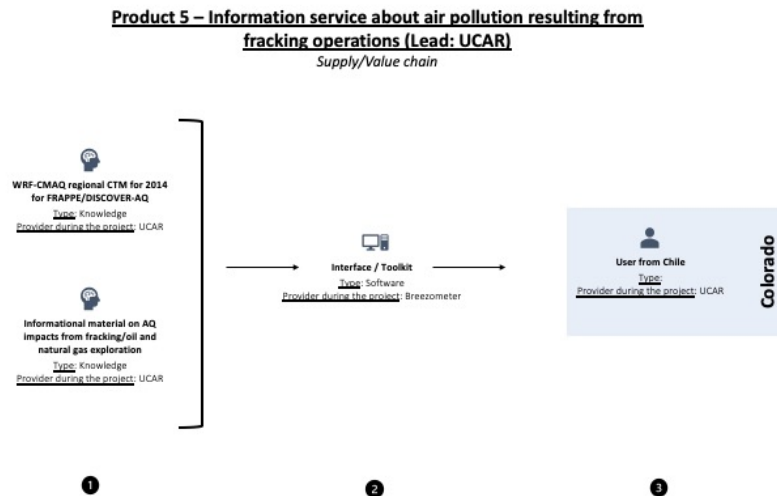 Product 5 – Information service about air pollution resulting from
fracking operations (Lead: UCAR)
Supply/Value chain
WRF-CMAQ regional CTM for 2014
for FRAPPE/DISCOVER-AQ
Type: Knowledge
Provider during the project: UCAR
Informational material on AQ
impacts from fracking/oil and
natural gas exploration
Type: Knowledge
Provider during the project: UCAR
Interface / Toolkit
Type: Software
Provider during the project: Breezometer
User from Chile
Type:
Provider during the project: UCAR
Colorado
1
2
3